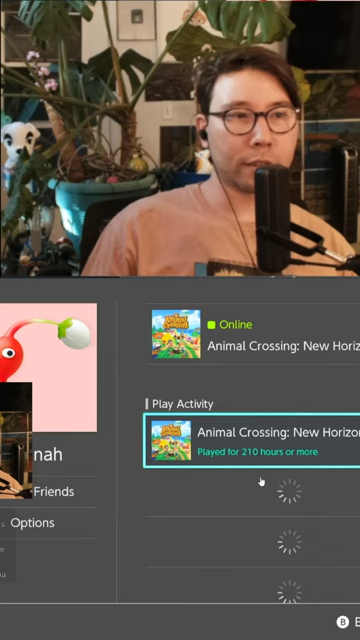 Online
Animal Crossing: New Horiz
Play Activity
Animal Crossing: New Horizo
Played for 210 hours or more
nah
Friends
Options
B